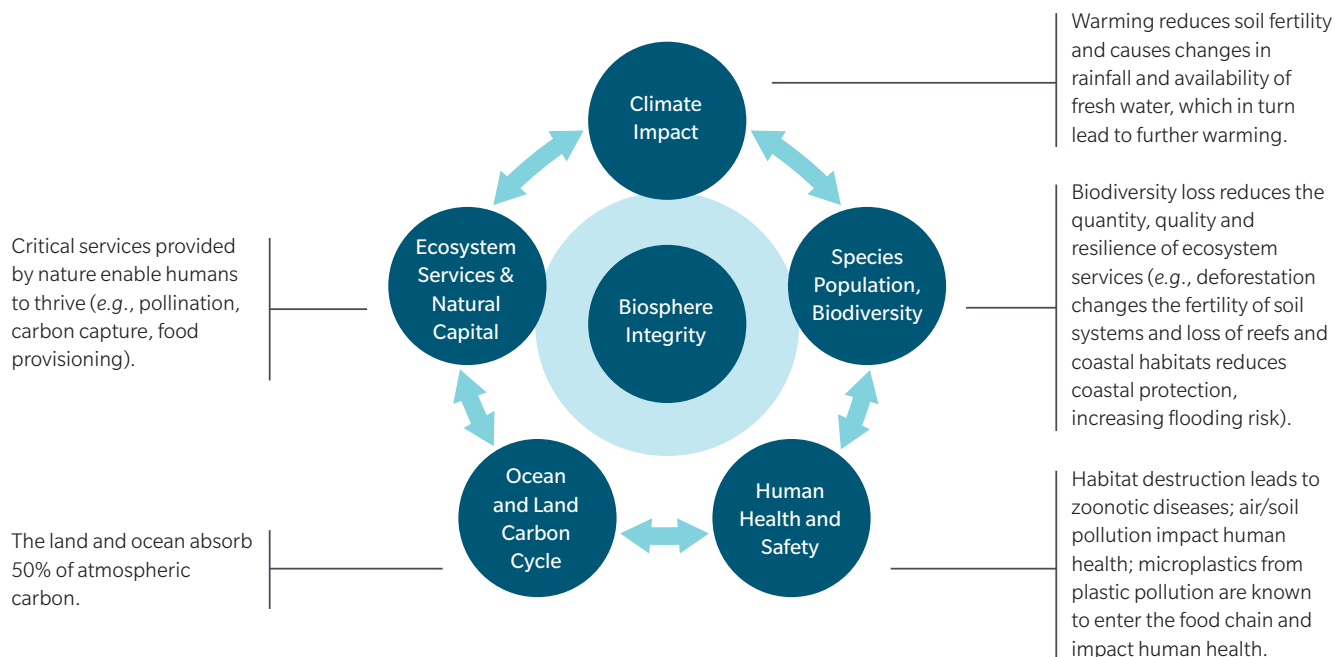 Climate
Impact
Warming reduces soil fertility
and causes changes in
rainfall and availability of
fresh water, which in turn
lead to further warming.
Critical services provided
by nature enable humans
to thrive (e.g., pollination,
carbon capture, food
provisioning).
Ecosystem
Services &
Natural
Capital
Biosphere
Integrity
Species
Population,
Biodiversity
Biodiversity loss reduces the
quantity, quality and
resilience of ecosystem
services (e.g., deforestation
changes the fertility of soil
systems and loss of reefs and
coastal habitats reduces
coastal protection,
increasing flooding risk).
The land and ocean absorb
50% of atmospheric
carbon.
Ocean
and Land
Carbon
Cycle
Human
Health and
Safety
Habitat destruction leads to
zoonotic diseases; air/soil
pollution impact human
health; microplastics from
plastic pollution are known
to enter the food chain and
impact human health.